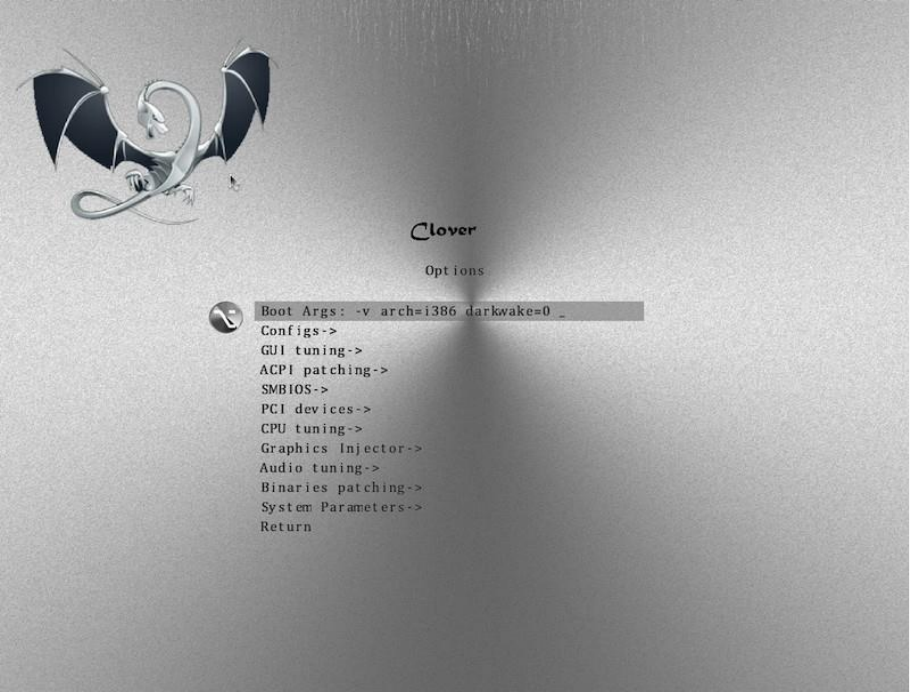 Clover
Options
Boot Args: -v arch=i386 darkwake=0 _
Configs->
GUI tuning->
ACPI patching->
SMBIOS->
PCI devices->
CPU tuning->
Graphics Injector->
Audio tuning->
Binaries patching->
System Parameters->
Return